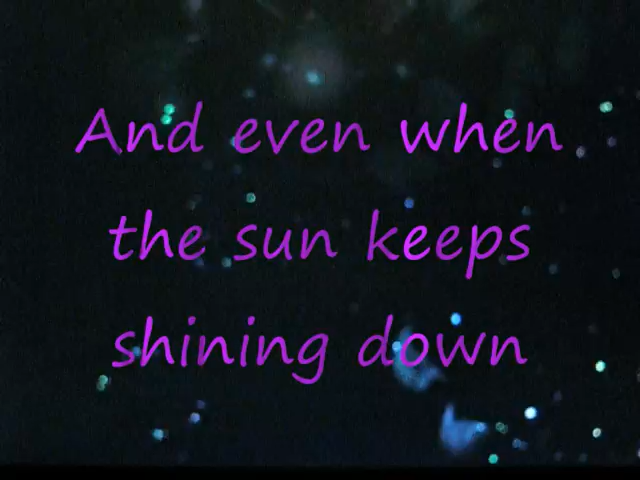 And even when
the sun keeps
shining down